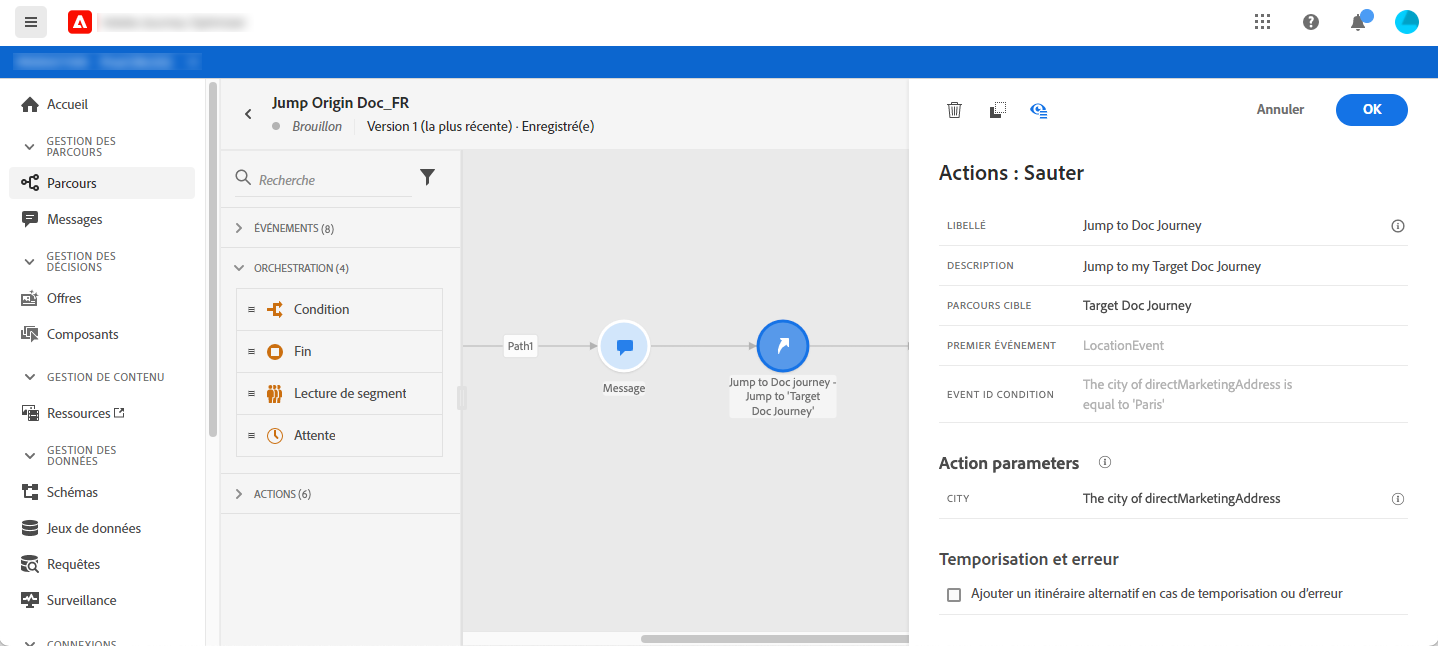 Accueil
GESTION DES
PARCOURS
Parcours
Messages
GESTION DES
DÉCISIONS
Offres
Composants
GESTION DE CONTENU
Ressources
GESTION DES
DONNÉES
Schémas
Jeux de données
Requêtes
Surveillance
CONNEXIONS
Jump Origin Doc_FR
Brouillon
Version 1 (la plus récente) · Enregistré(e)
Recherche
ÉVÉNEMENTS (8)
ORCHESTRATION (4)
Condition
Fin
Lecture de segment
Attente
ACTIONS (6)
Path1
Message
Jump to Doc journey -
Jump to 'Target
Doc Journey'
Annuler
OK
Actions : Sauter
LIBELLÉ Jump to Doc Journey
DESCRIPTION Jump to my Target Doc Journey
PARCOURS CIBLE Target Doc Journey
PREMIER ÉVÉNEMENT LocationEvent
EVENT ID CONDITION The city of directMarketingAddress is
equal to 'Paris'
Action parameters
CITY The city of directMarketingAddress
Temporisation et erreur
Ajouter un itinéraire alternatif en cas de temporisation ou d'erreur